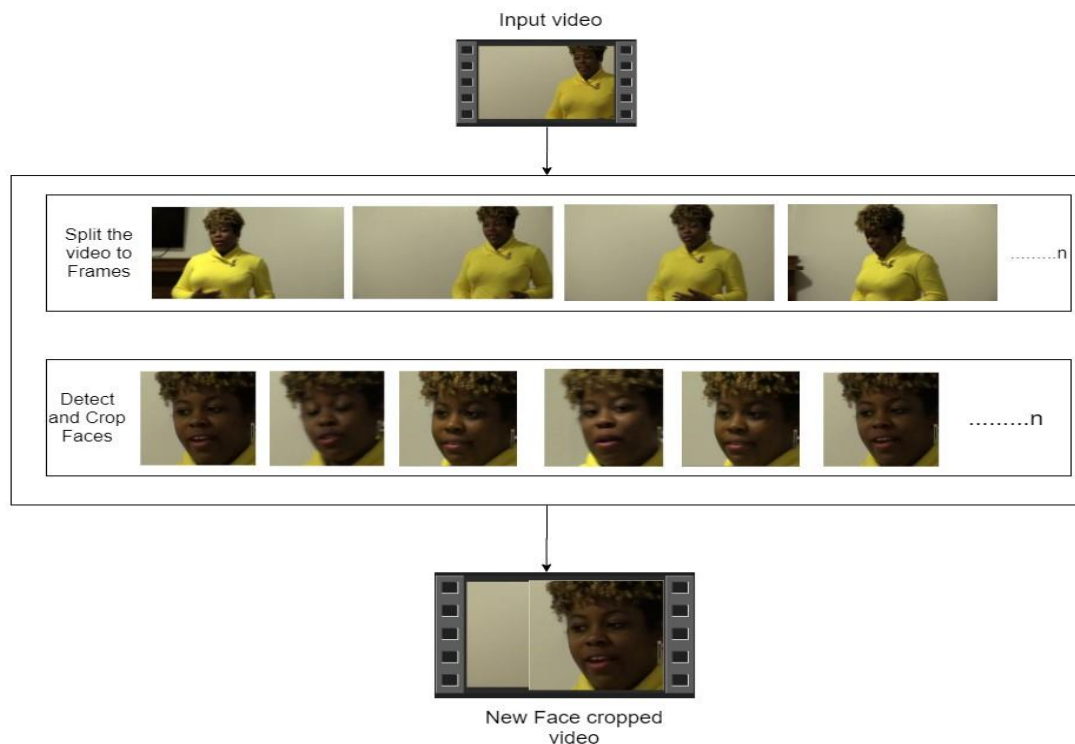 Input video
Split the
video to
Frames
.........n
Detect
and Crop
Faces
.........n
New Face cropped
video